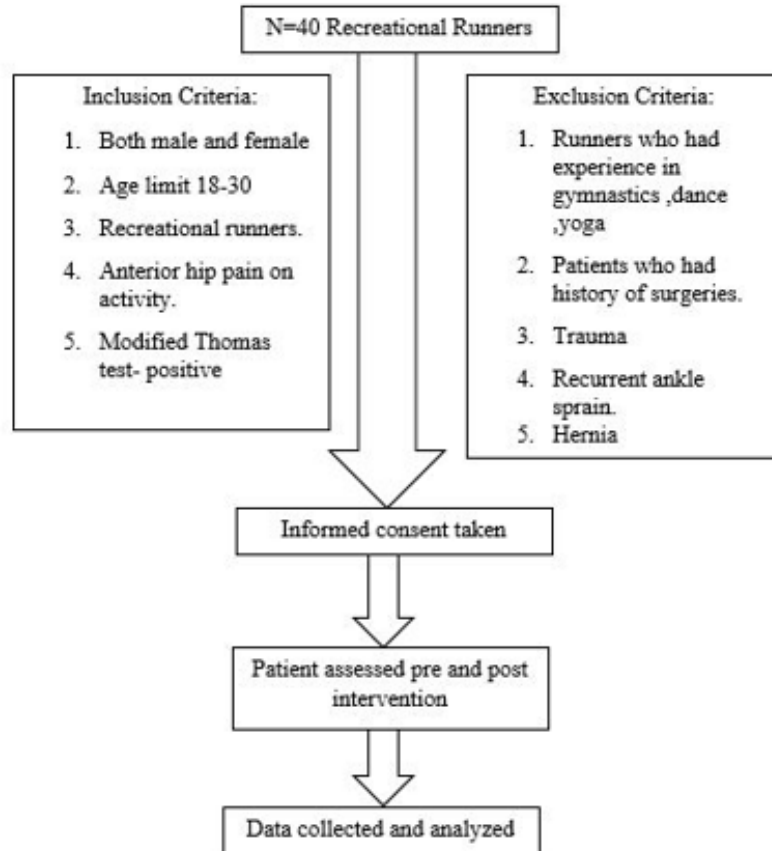 N=40 Recreational Runners
Inclusion Criteria:
1. Both male and female
2. Age limit 18-30
3. Recreational runners.
4. Anterior hip pain on
activity.
5. Modified Thomas
test- positive
Exclusion Criteria:
1. Runners who had
experience in
gymnastics ,dance
,yoga
2. Patients who had
history of surgeries.
3. Trauma
4. Recurrent ankle
sprain.
5. Hernia
Informed consent taken
Patient assessed pre and post
intervention
Data collected and analyzed